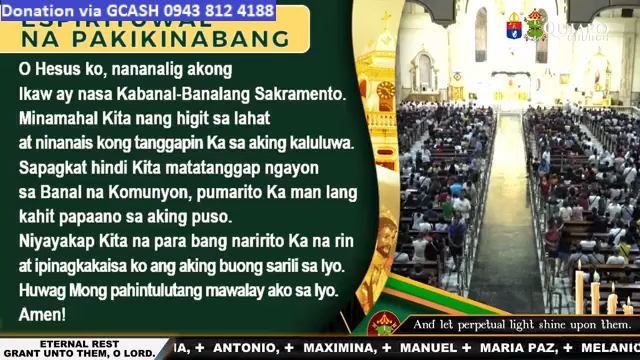 Donation via GCASH 0943 812 4188
ESPIRITUWAL
NA PAKIKINABANG
QUIAPO
church
O Hesus ko, nananalig akong
Ikaw ay nasa Kabanal-Banalang Sakramento.
Minamahal Kita nang higit sa lahat
at ninanais kong tanggapin Ka sa aking kaluluwa.
Sapagkat hindi Kita matatanggap ngayon
sa Banal na Komunyon, pumarito Ka man lang
kahit papaano sa aking puso.
Niyayakap Kita na para bang naririto Ka na rin
at ipinagkakaisa ko ang aking buong sarili sa Iyo.
Huwag Mong pahintulutang mawalay ako sa Iyo.
Amen!
And let perpetual light shine upon them.
ETERNAL REST
GRANT UNTO THEM, O LORD.
IA, + ANTONIO, + MAXIMINA, + MANUEL + MARIA PAZ, + MELANIC